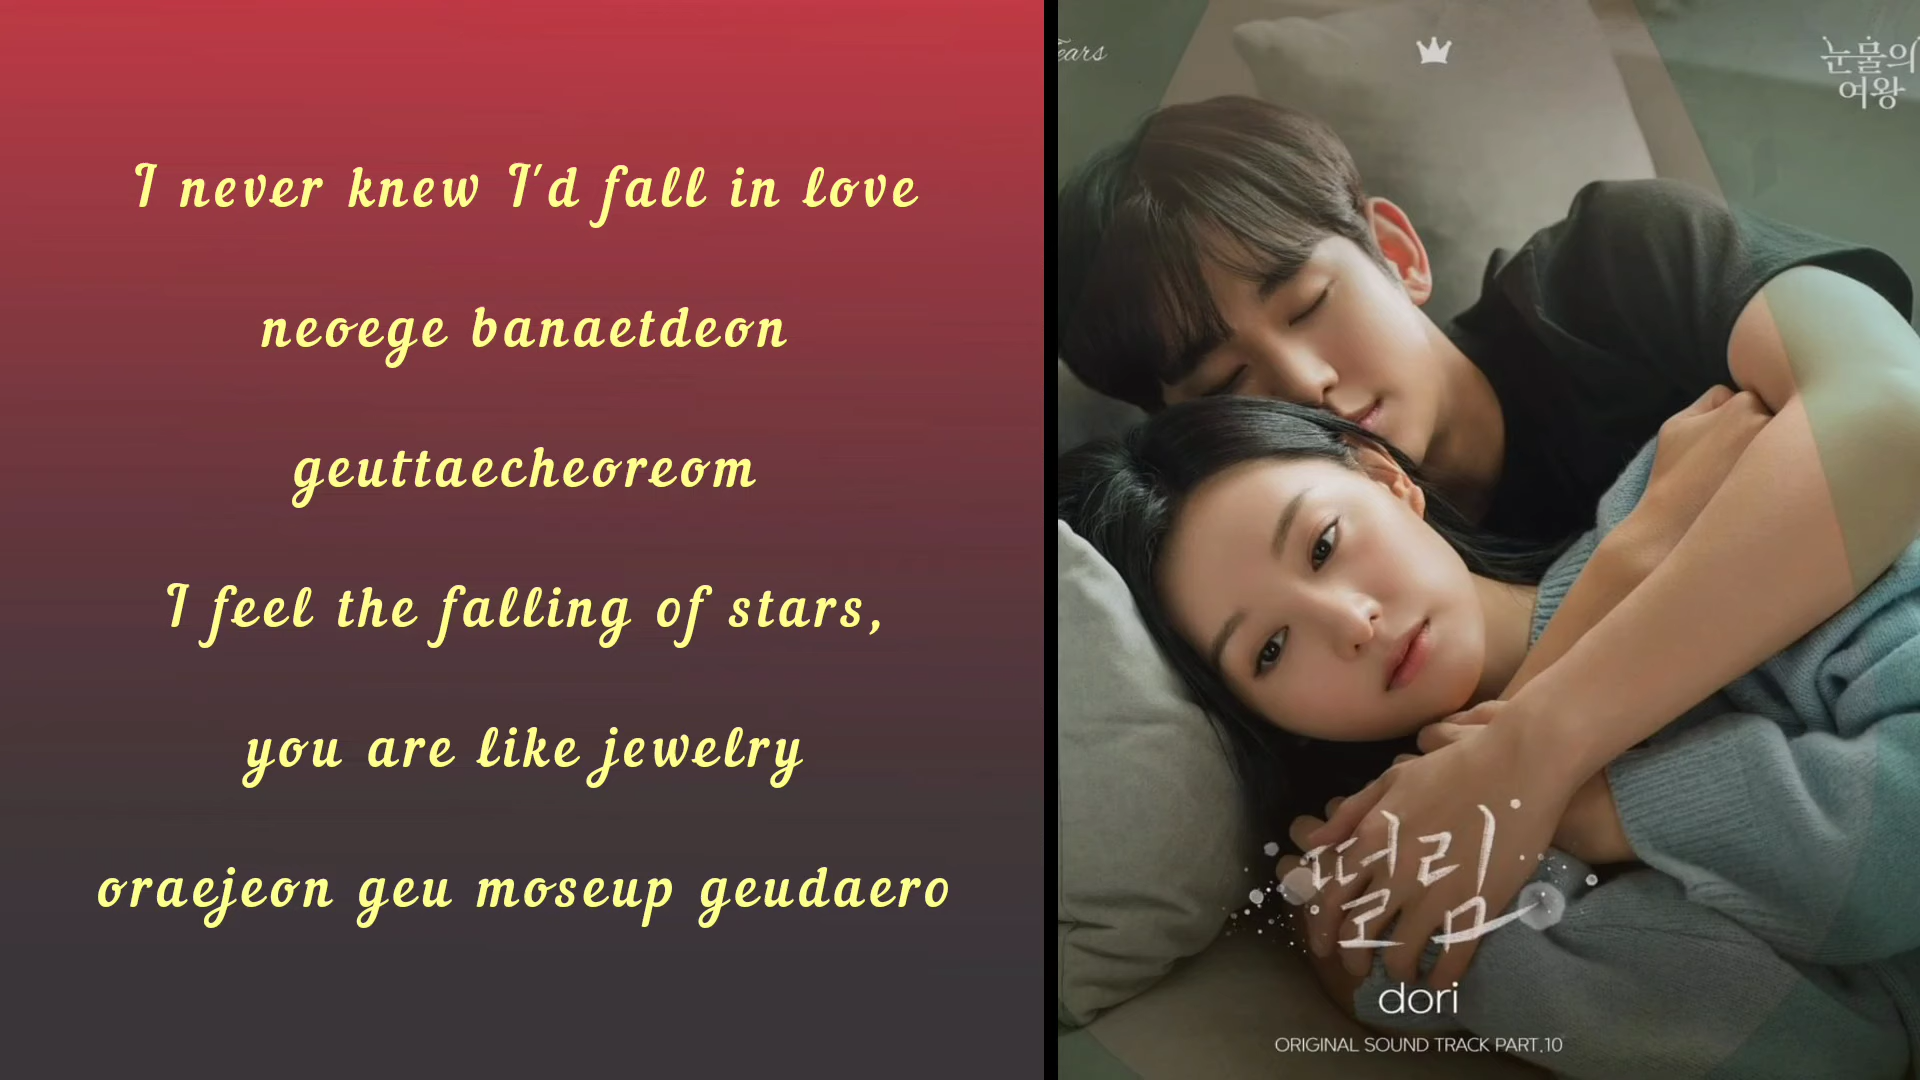 I never knew I'd fall in love
neoege banaetdeon
geuttaecheoreom
I feel the falling of stars,
you are like jewelry
oraejeon geu moseup geudaero
ears
눈물의
여왕
떨림
dori
ORIGINAL SOUND TRACK PART.10